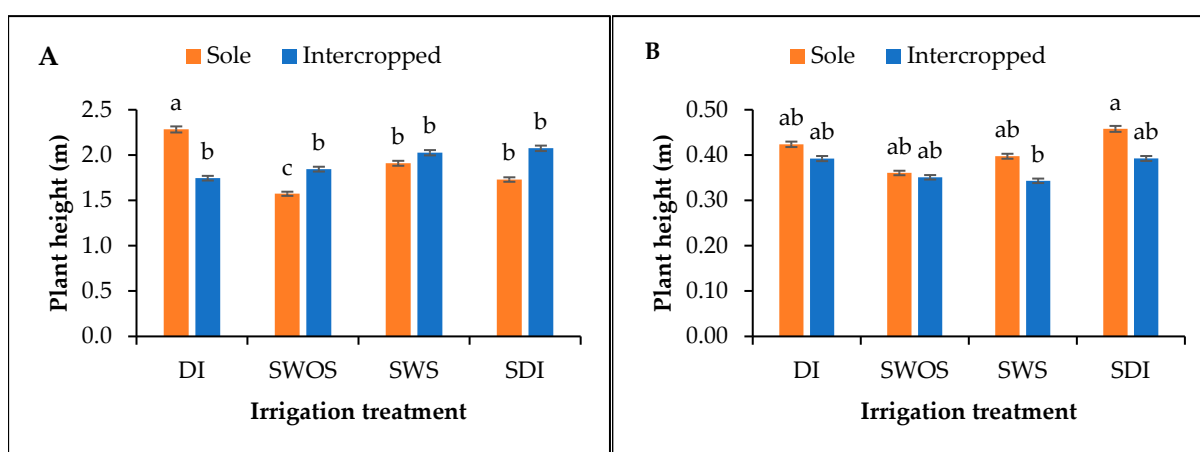 A
Sole Intercropped
Plant height (m)
2.5
2.0
1.5
1.0
0.5
0.0
a
b
c
b
b
b
b
b
DI SWOS SWS SDI
Irrigation treatment
B
Sole Intercropped
Plant height (m)
0.50
0.40
0.30
0.20
0.10
0.00
ab
ab
ab
ab
ab
b
a
ab
DI SWOS SWS SDI
Irrigation treatment